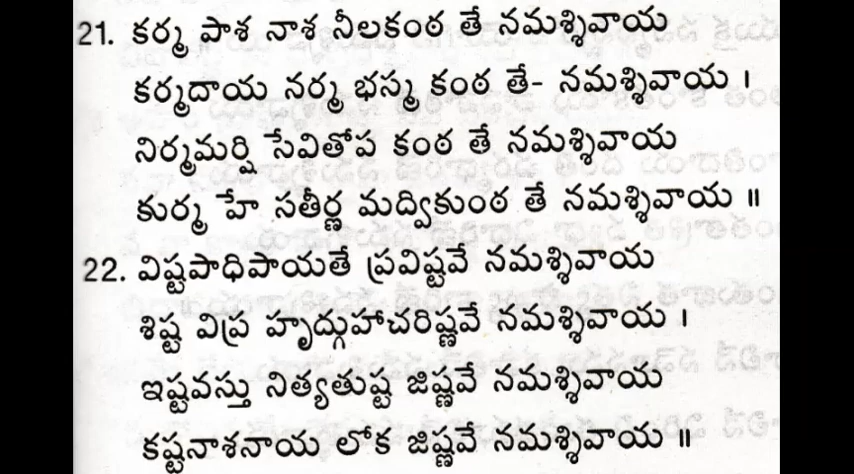 21. కర్మ పాశ నాశ నీలకంఠ తే నమశ్శివాయ
కర్మదాయ నర్మ భస్మ కంఠ తే- నమశ్శివాయ ।
నిర్మమర్షి సేవితోప కంఠ తే నమశ్శివాయ
కుర్మ హే సతీర్ణ మద్వికుంఠ తే నమశ్శివాయ ॥
22. విష్టపాధిపాయతే ప్రవిష్టవే నమశ్శివాయ
శిష్ట విప్ర హృద్గుహాచరిష్ణవే నమశ్శివాయ ।
ఇష్టవస్తు నిత్యతుష్ట జిష్ణవే నమశ్శివాయ
కష్టనాశనాయ లోక జిష్ణవే నమశ్శివాయ ॥